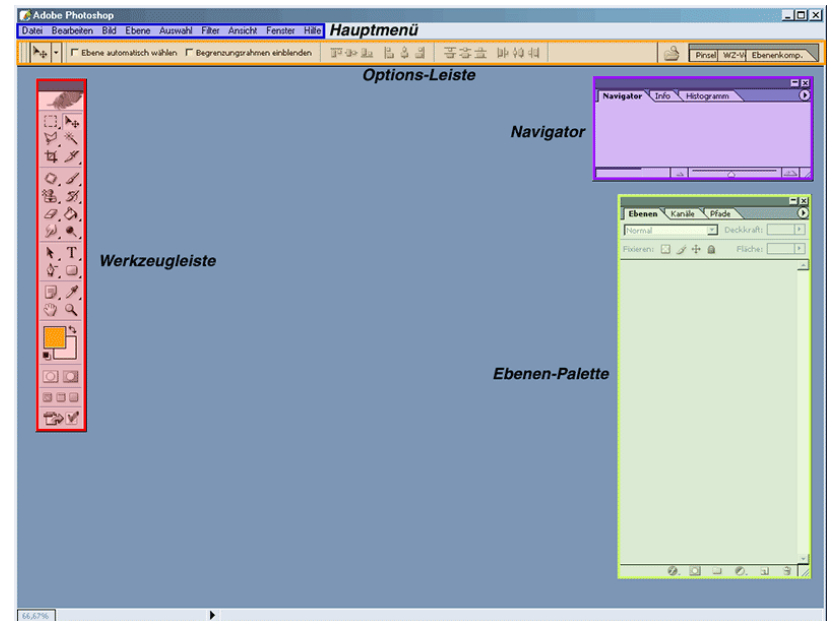 Adobe Photoshop
Datei Bearbeiten Bild Ebene Auswahl Filter Ansicht Fenster Hilfe Hauptmenü
Ebene automatisch wählen Begrenzungsrahmen einblenden Pinsel WZ-V Ebenenkomp.
Options-Leiste
Navigator Info Histogramm
Navigator
Ebenen Kanäle Pfade
Normal Deckkraft:
Fixieren: Fläche:
T
Werkzeugleiste
Ebenen-Palette
66,67%